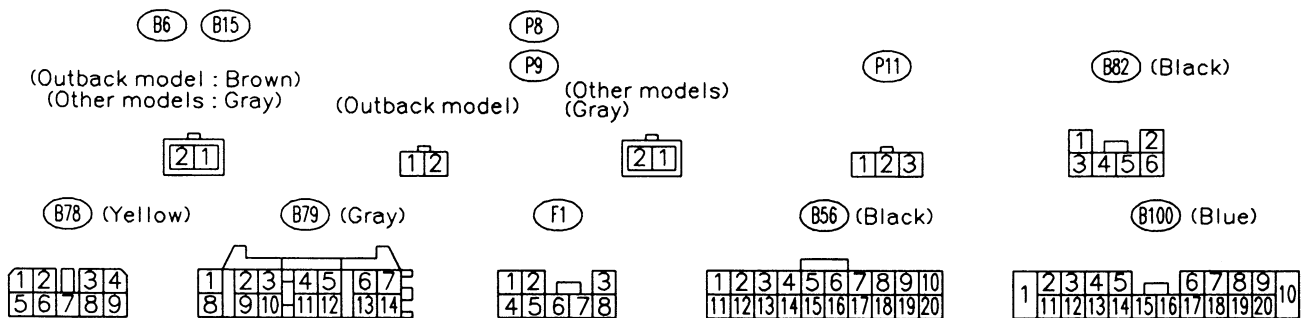 B6 B15 P8
P9 P11 B82 (Black)
(Outback model : Brown)
(Other models : Gray)
(Outback model)
(Other models)
(Gray)
2 1
1 2
2 1
1 2 3
1 2
3 4 5 6
B78 (Yellow) B79 (Gray) F1 B56 (Black) B100 (Blue)
1 2 3 4
5 6 7 8 9
1 2 3 4 5 6 7
8 9 10 11 12 13 14
1 2 3
4 5 6 7 8
1 2 3 4 5 6 7 8 9 10
11 12 13 14 15 16 17 18 19 20
1 2 3 4 5 6 7 8 9 10
11 12 13 14 15 16 17 18 19 20